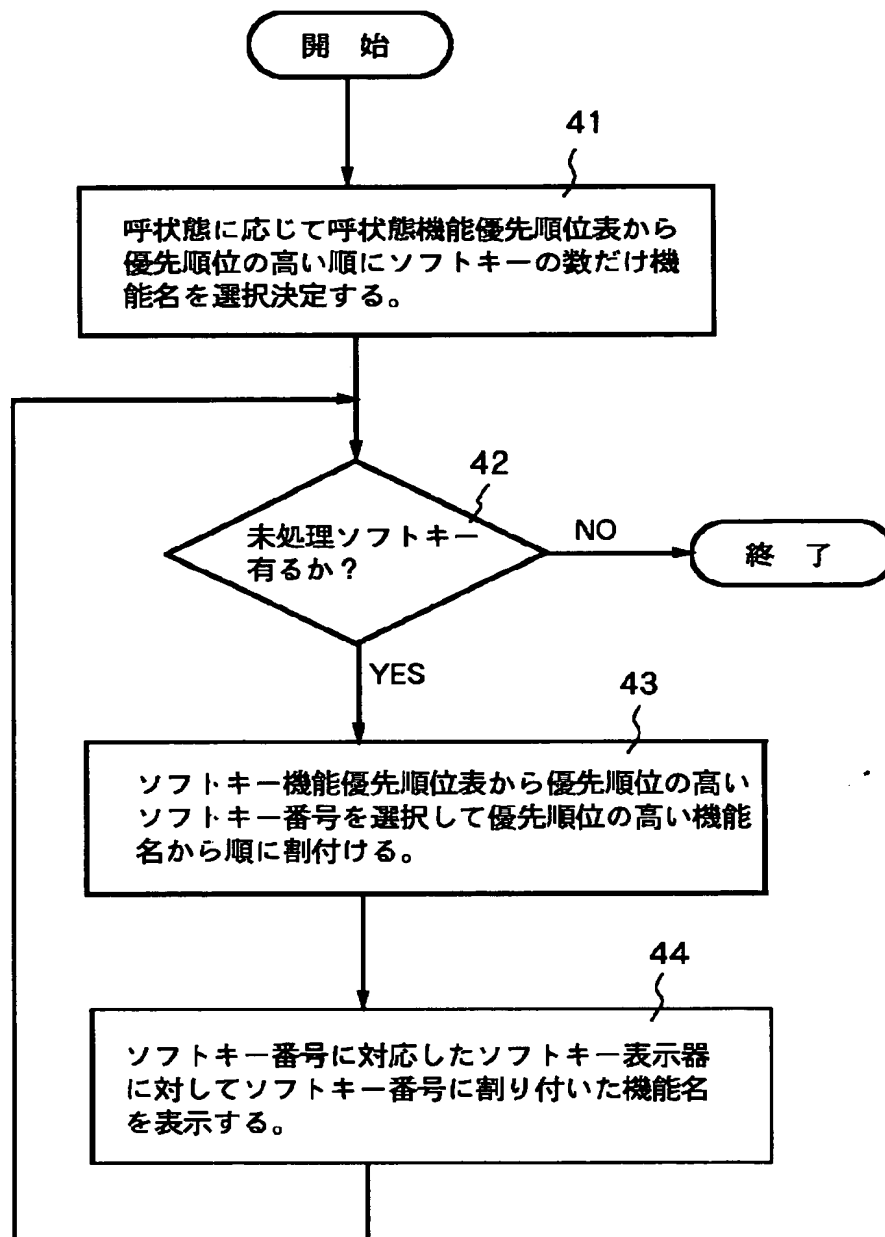 開　始
41
呼状態に応じて呼状態機能優先順位表から
優先順位の高い順にソフトキーの数だけ機
能名を選択決定する。
42
未処理ソフトキー
有るか？
NO
終　了
YES
43
ソフトキー機能優先順位表から優先順位の高い
ソフトキー番号を選択して優先順位の高い機能
名から順に割付ける。
44
ソフトキー番号に対応したソフトキー表示器
に対してソフトキー番号に割り付いた機能名
を表示する。